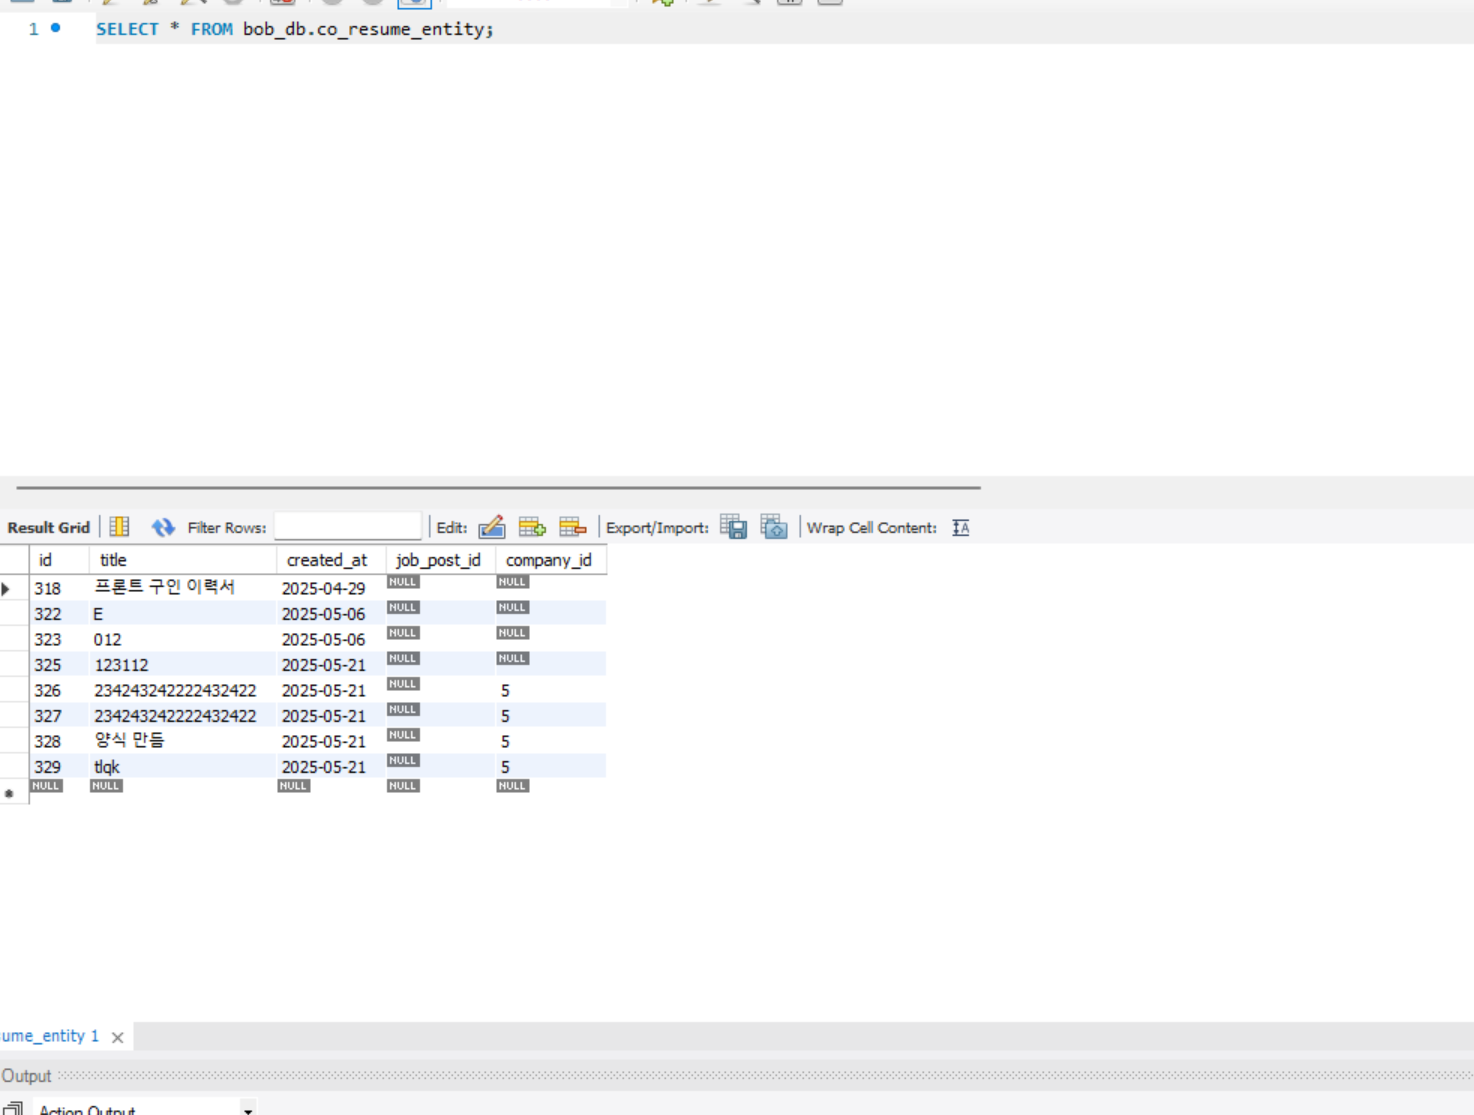 1 SELECT * FROM bob_db.co_resume_entity;
Result Grid Filter Rows: Edit: Export/Import: Wrap Cell Content: IA
id title created_at job_post_id company_id
318 프론트 구인 이력서 2025-04-29 NULL NULL
322 E 2025-05-06 NULL NULL
323 012 2025-05-06 NULL NULL
325 123112 2025-05-21 NULL NULL
326 234243242222432422 2025-05-21 NULL 5
327 234243242222432422 2025-05-21 NULL 5
328 양식 만듬 2025-05-21 NULL 5
329 tlqk 2025-05-21 NULL 5
NULL NULL NULL NULL NULL
ume_entity 1
Output
Action Output